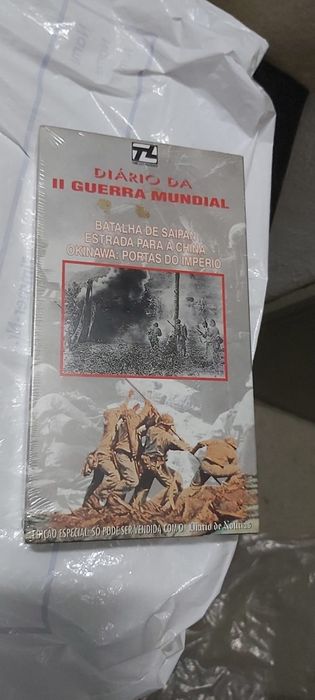 DIÁRIO DA
II GUERRA MUNDIAL
BATALHA DE SAIPAN
ESTRADA PARA A CHINA
OKINAWA: PORTAS DO IMPÉRIO
EDIÇÃO ESPECIAL: SÓ PODE SER VENDIDA COM O Diário de Notícias